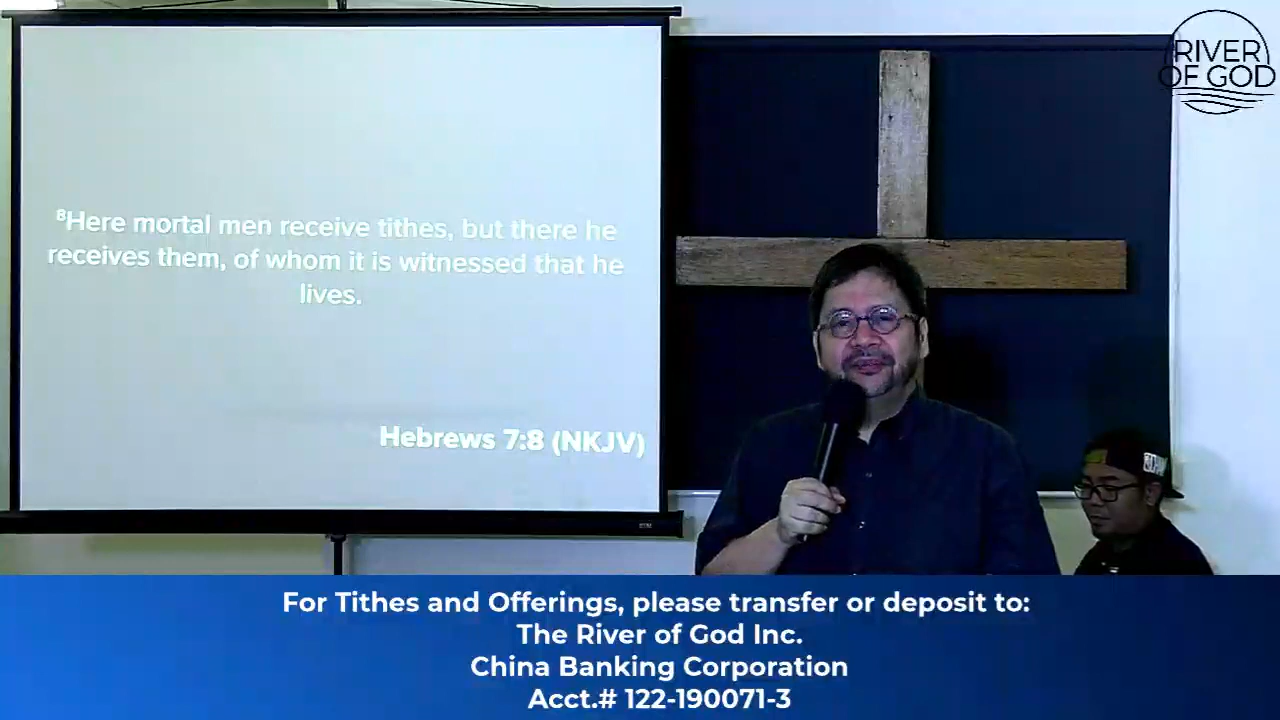 ⁸Here mortal men receive tithes, but there he
receives them, of whom it is witnessed that he
lives.
Hebrews 7:8 (NKJV)
RIVER
OF GOD
For Tithes and Offerings, please transfer or deposit to:
The River of God Inc.
China Banking Corporation
Acct.# 122-190071-3